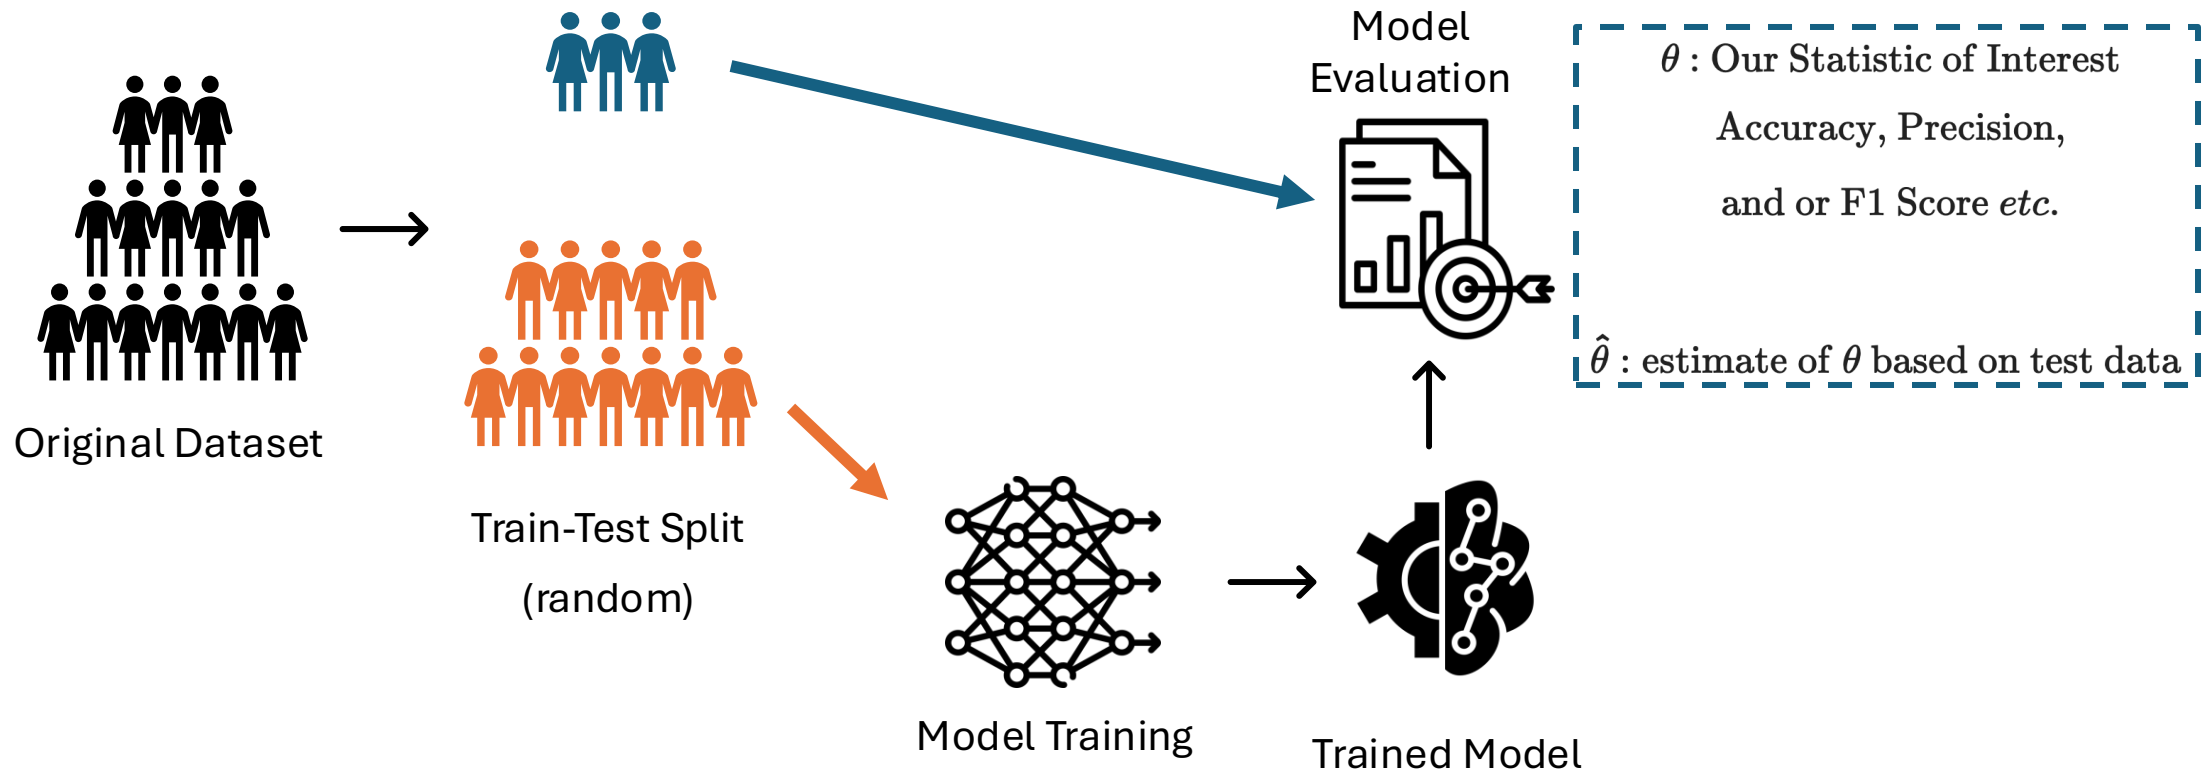 Original Dataset
Train-Test Split
(random)
Model Training
Trained Model
Model
Evaluation
θ : Our Statistic of Interest
Accuracy, Precision,
and or F1 Score etc.
θ̂ : estimate of θ based on test data